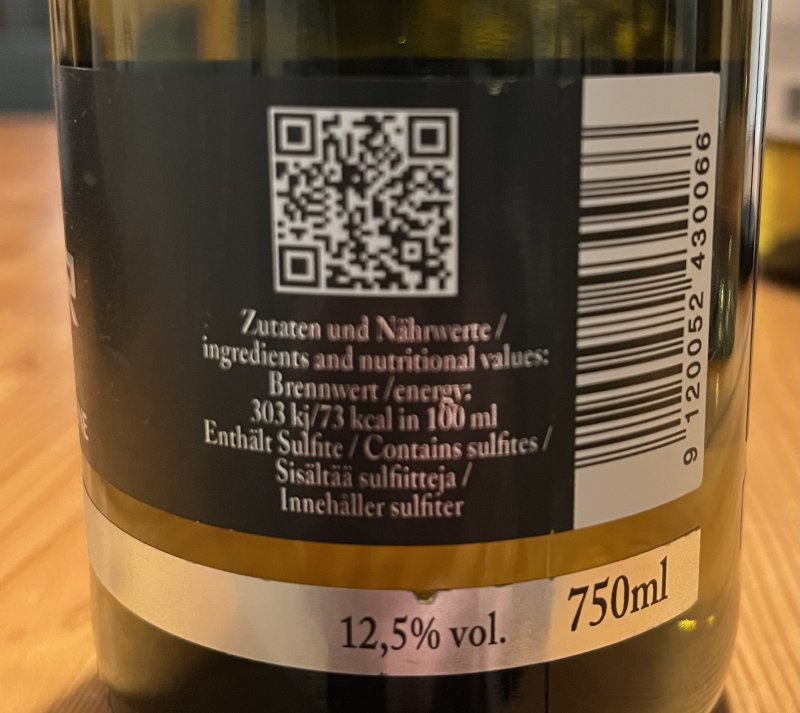 Zutaten und Nährwerte /
ingredients and nutritional values:
Brennwert /energy:
303 kj/73 kcal in 100 ml
Enthält Sulfite / Contains sulfites /
Sisältää sulfiitteja /
Innehåller sulfiter
9 120052 430066
12,5% vol.
750ml